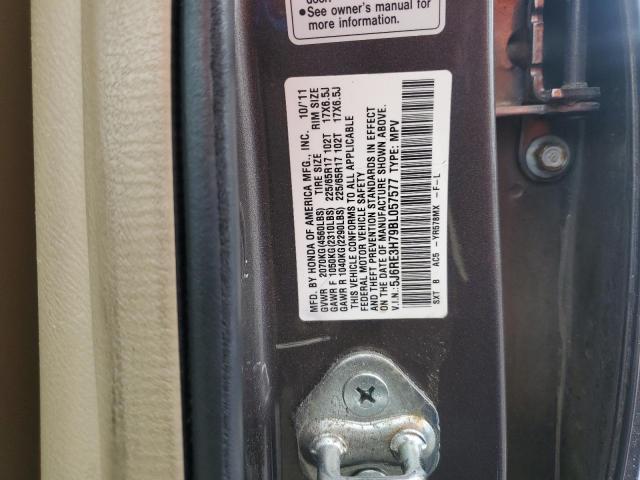 door
•See owner's manual for
more information.
MFD. BY HONDA OF AMERICA MFG., INC. 10/'11
GVWR 2070KG(4560LBS) TIRE SIZE RIM SIZE
GAWR F 1050KG(2310LBS) 225/65R17 102T 17X6.5J
GAWR R 1040KG(2290LBS) 225/65R17 102T 17X6.5J
THIS VEHICLE CONFORMS TO ALL APPLICABLE
FEDERAL MOTOR VEHICLE SAFETY
AND THEFT PREVENTION STANDARDS IN EFFECT
ON THE DATE OF MANUFACTURE SHOWN ABOVE.
V.I.N.:5J6RE3H79BL057577 TYPE: MPV
SXT B AC5 -YR578MX -F-L